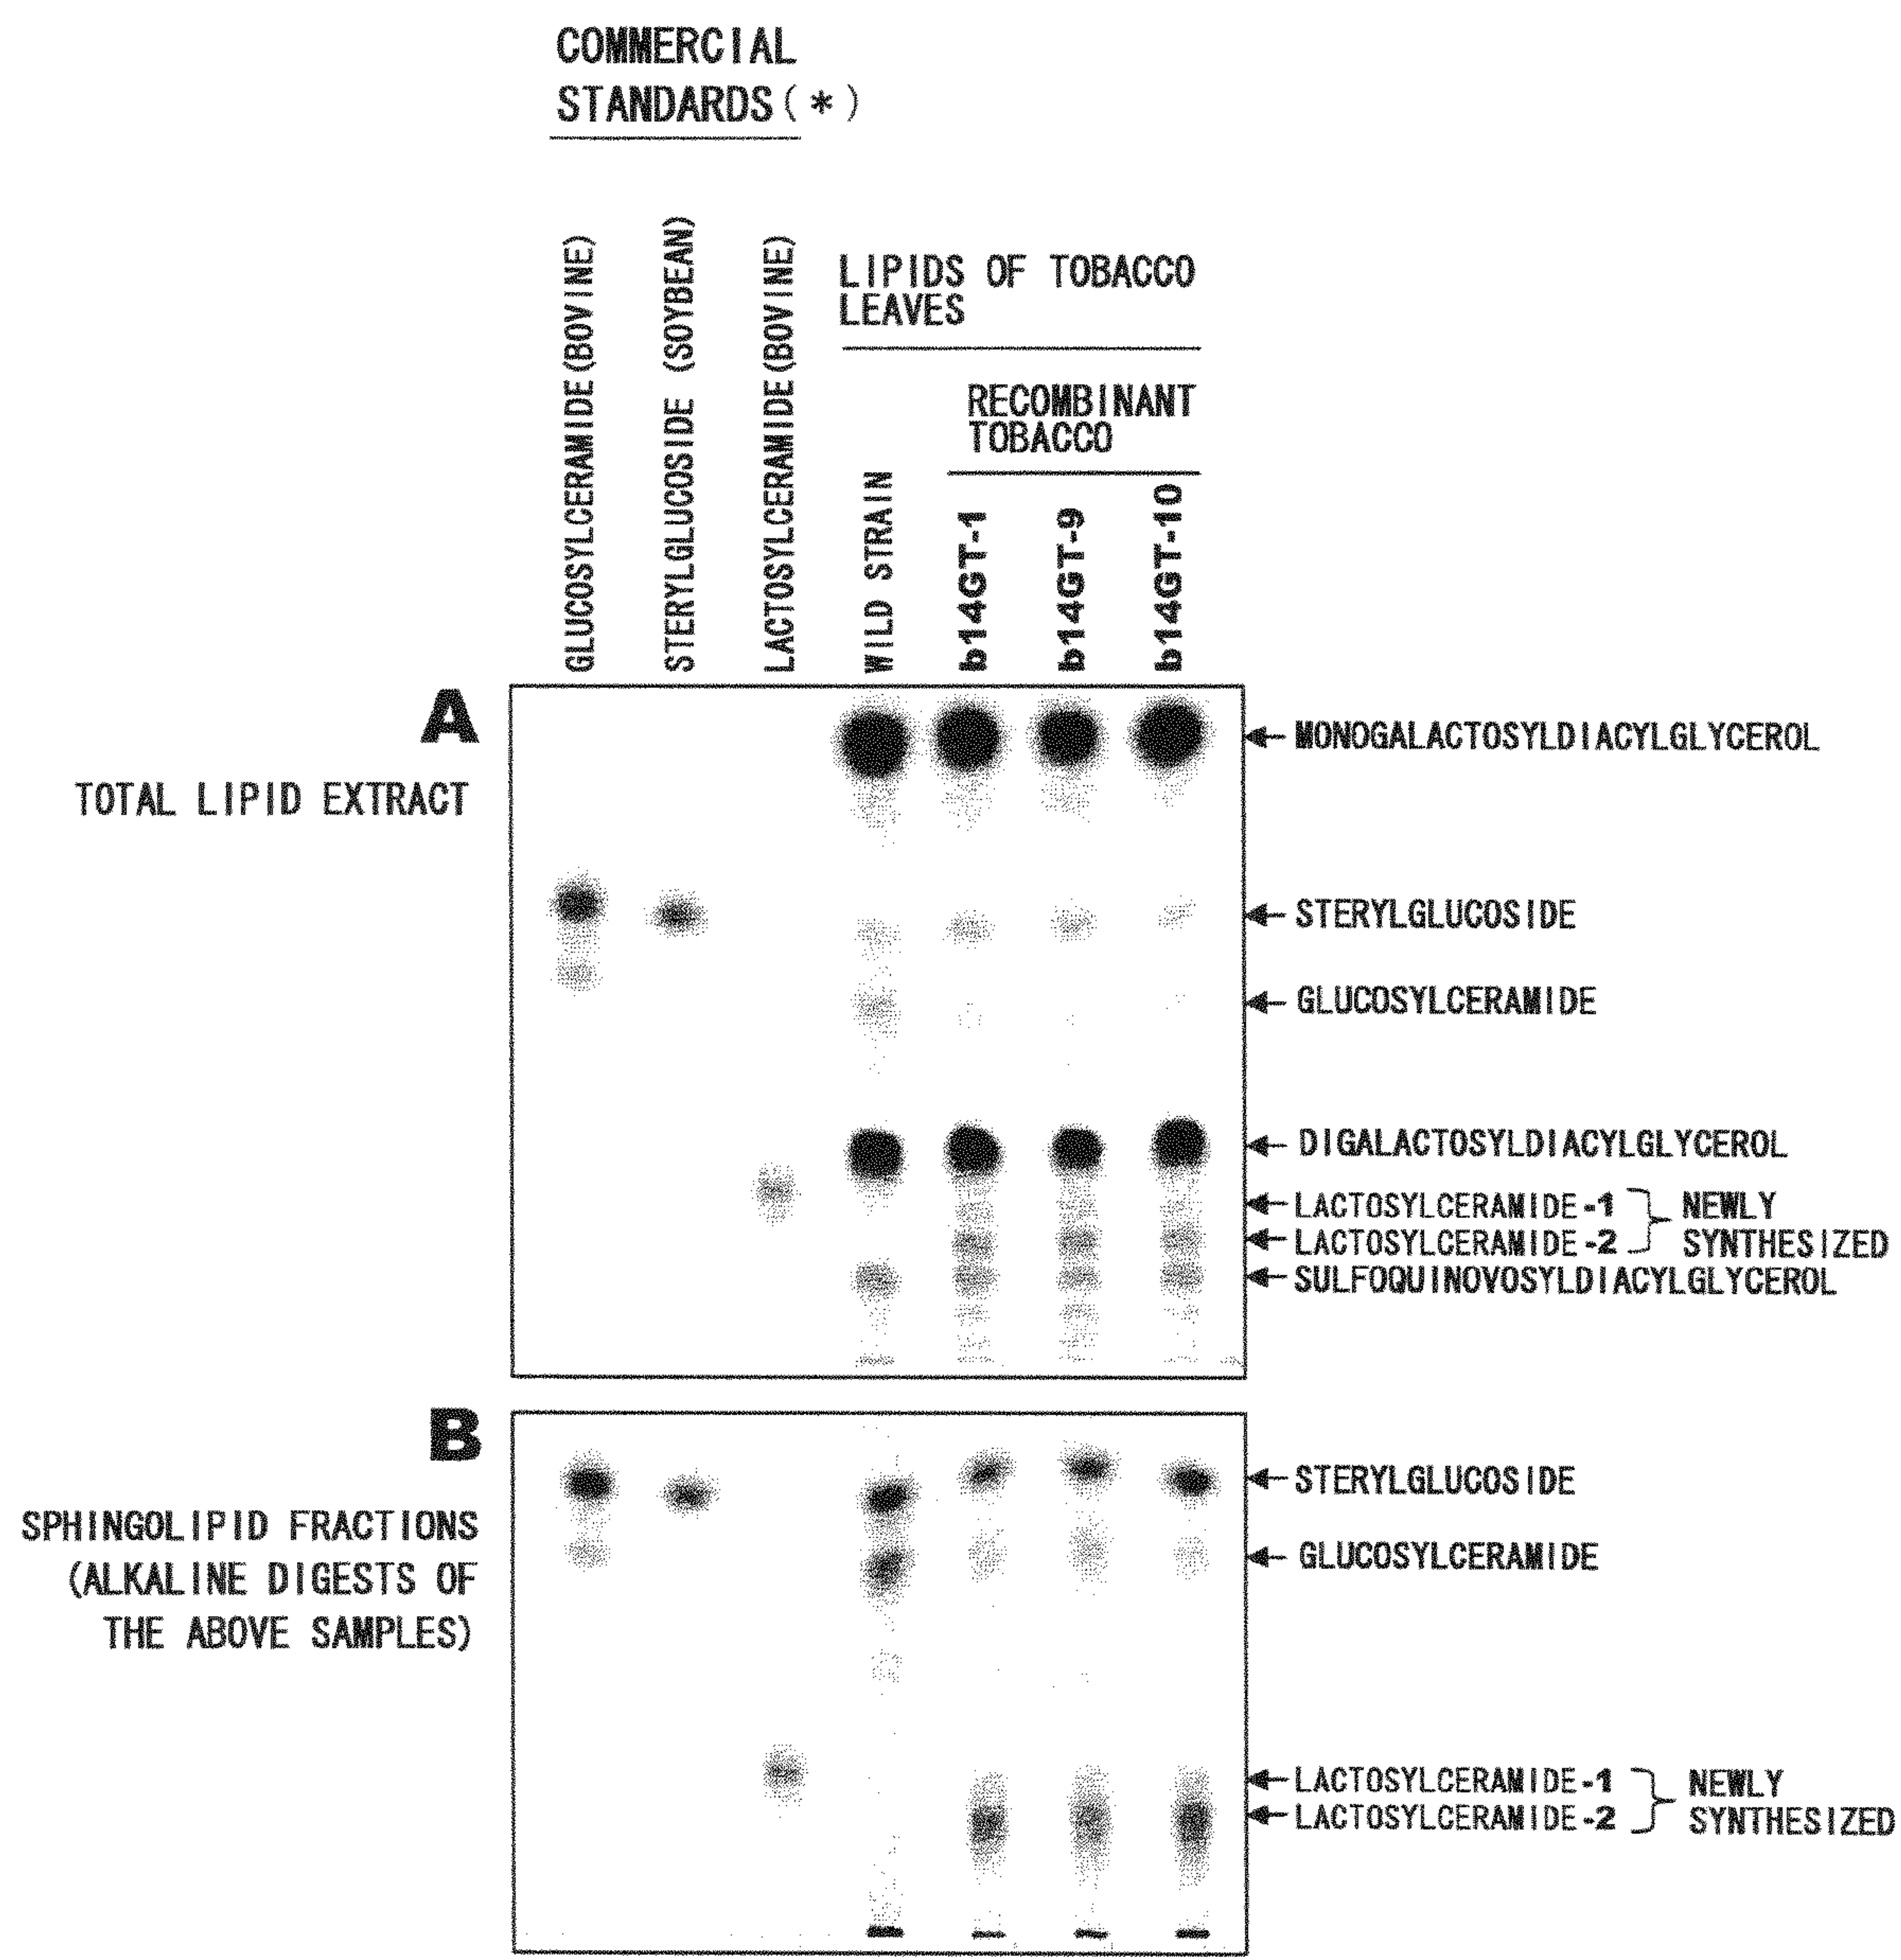 COMMERCIAL
STANDARDS(*)
GLUCOSYLCERAMIDE(BOVINE)
STERYLGLUCOSIDE (SOYBEAN)
LACTOSYLCERAMIDE(BOVINE)
LIPIDS OF TOBACCO
LEAVES
RECOMBINANT
TOBACCO
WILD STRAIN
b14GT-1
b14GT-9
b14GT-10
A
TOTAL LIPID EXTRACT
MONOGALACTOSYLDIACYLGLYCEROL
STERYLGLUCOSIDE
GLUCOSYLCERAMIDE
DIGALACTOSYLDIACYLGLYCEROL
LACTOSYLCERAMIDE-1
LACTOSYLCERAMIDE-2
NEWLY
SYNTHESIZED
SULFOQUINOVOSYLDIACYLGLYCEROL
B
SPHINGOLIPID FRACTIONS
(ALKALINE DIGESTS OF
THE ABOVE SAMPLES)
STERYLGLUCOSIDE
GLUCOSYLCERAMIDE
LACTOSYLCERAMIDE-1
LACTOSYLCERAMIDE-2
NEWLY
SYNTHESIZED